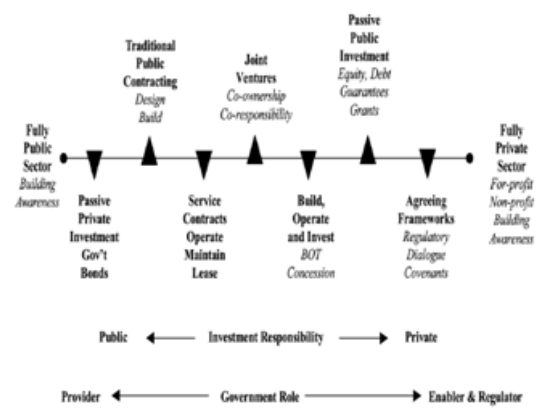 Fully
Public
Sector
Building
Awareness
Passive
Private
Investment
Gov't
Bonds
Traditional
Public
Contracting
Design
Build
Service
Contracts
Operate
Maintain
Lease
Joint
Ventures
Co-ownership
Co-responsibility
Build,
Operate
and Invest
BOT
Concession
Passive
Public
Investment
Equity, Debt
Guarantees
Grants
Agreeing
Frameworks
Regulatory
Dialogue
Covenants
Fully
Private
Sector
For-profit
Non-profit
Building
Awareness
Public Investment Responsibility Private
Provider Government Role Enabler & Regulator